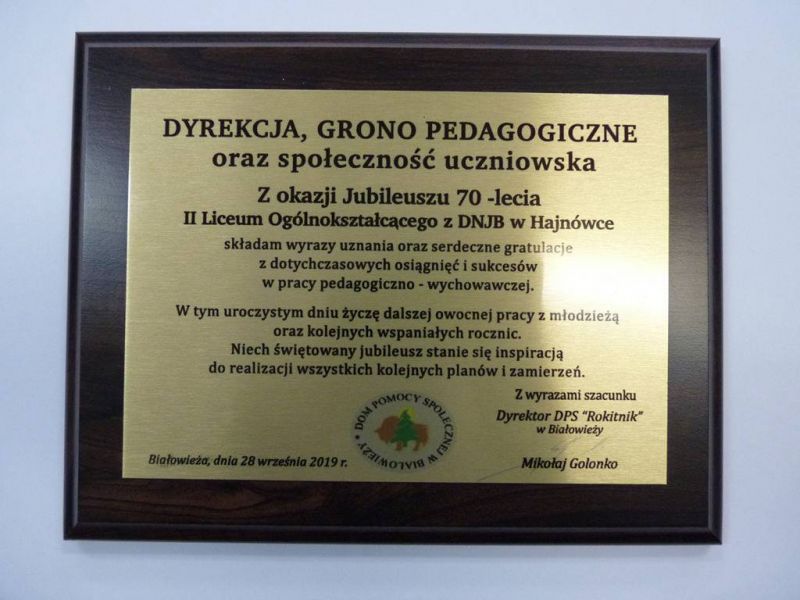 DYREKCJA, GRONO PEDAGOGICZNE
oraz społeczność uczniowska
Z okazji Jubileuszu 70 -lecia
II Liceum Ogólnokształcącego z DNJB w Hajnówce
składam wyrazy uznania oraz serdeczne gratulacje
z dotychczasowych osiągnięć i sukcesów
w pracy pedagogiczno - wychowawczej.
W tym uroczystym dniu życzę dalszej owocnej pracy z młodzieżą
oraz kolejnych wspaniałych rocznic.
Niech świętowany jubileusz stanie się inspiracją
do realizacji wszystkich kolejnych planów i zamierzeń.
Z wyrazami szacunku
Dyrektor DPS "Rokitnik"
w Białowieży
Mikołaj Golonko
DOM POMOCY SPOŁECZNEJ W BIAŁOWIEŻY
Białowieża, dnia 28 września 2019 r.